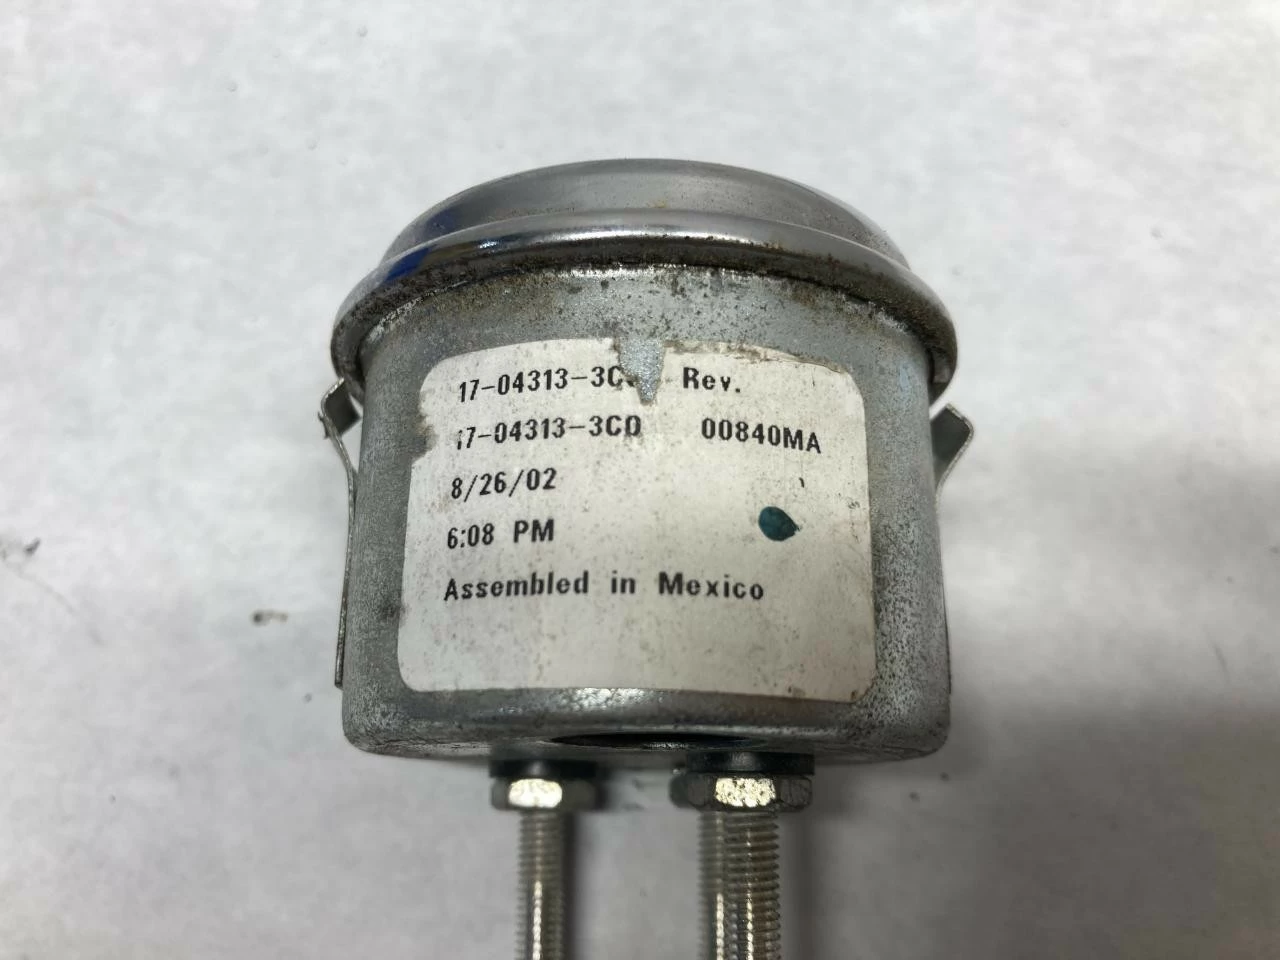 17-04313-3C Rev.
17-04313-3CD 00840MA
8/26/02
6:08 PM
Assembled in Mexico